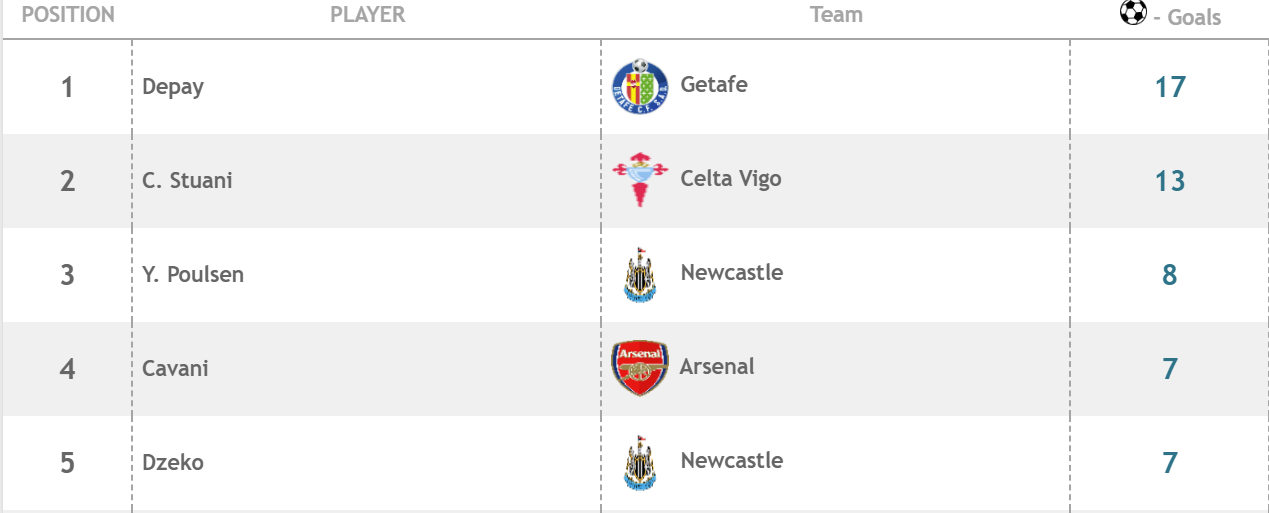 POSITION PLAYER Team - Goals
1 Depay Getafe 17
2 C. Stuani Celta Vigo 13
3 Y. Poulsen Newcastle 8
4 Cavani Arsenal Arsenal 7
5 Dzeko Newcastle 7